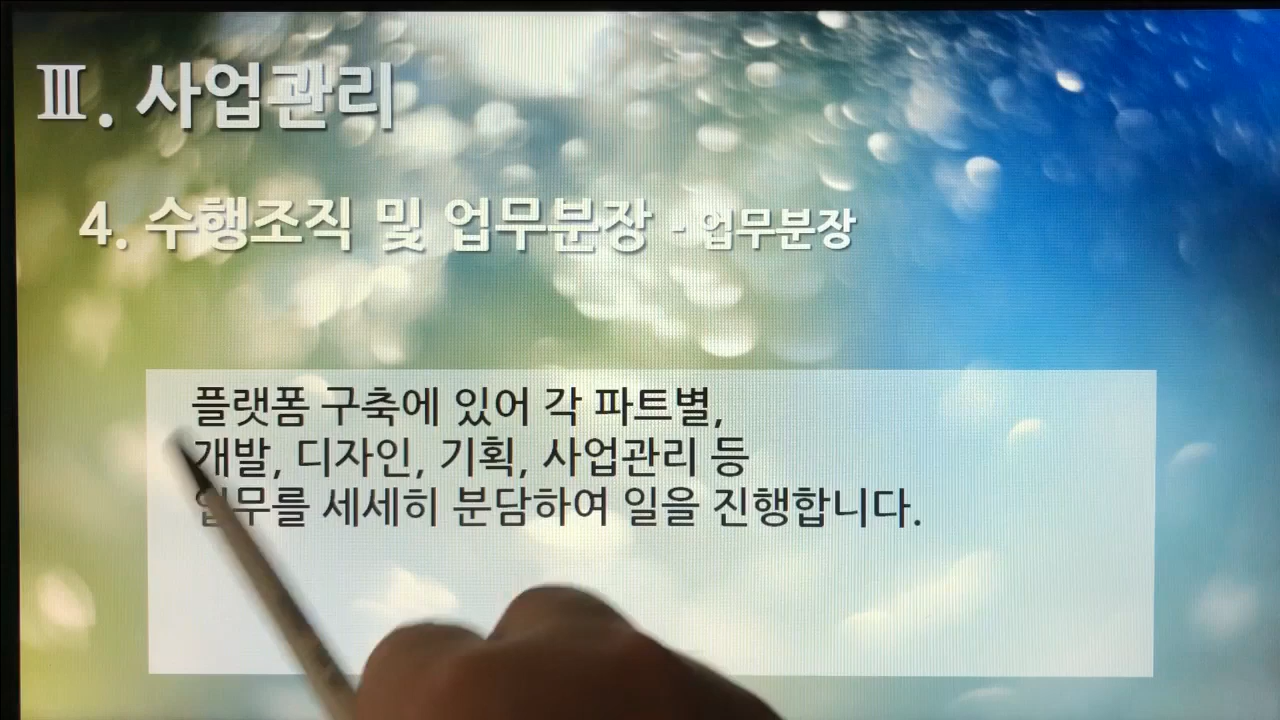 Ⅲ. 사업관리
4. 수행조직 및 업무분장 - 업무분장
플랫폼 구축에 있어 각 파트별,
개발, 디자인, 기획, 사업관리 등
업무를 세세히 분담하여 일을 진행합니다.